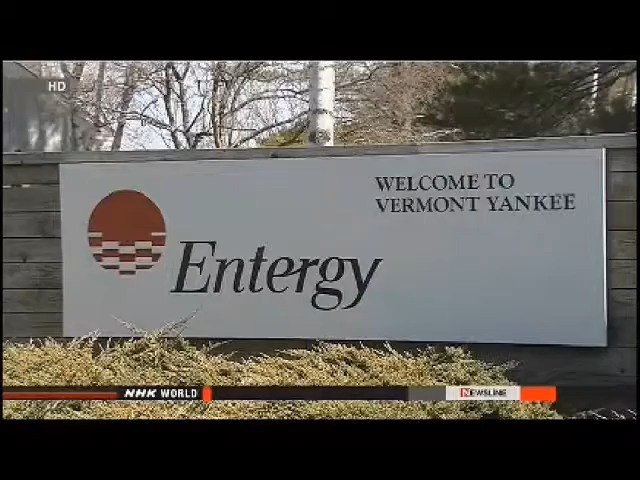 HD
WELCOME TO
VERMONT YANKEE
Entergy
NHK WORLD
NEWSLINE